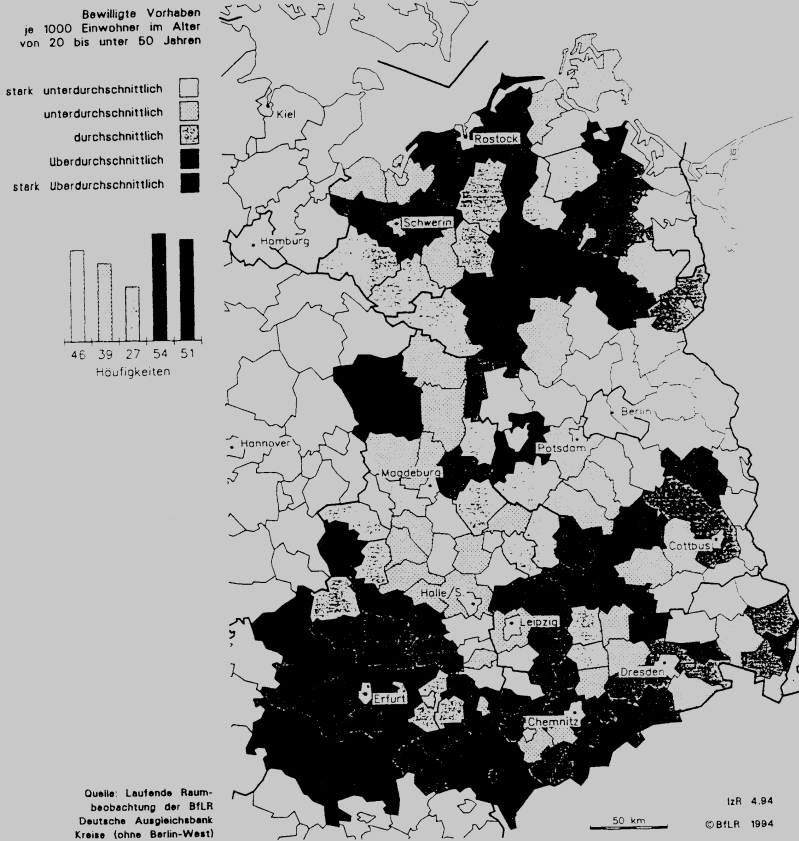 Bewilligte Vorhaben
je 1000 Einwohner im Alter
von 20 bis unter 50 Jahren
stark unterdurchschnittlich
unterdurchschnittlich
durchschnittlich
überdurchschnittlich
stark überdurchschnittlich
46 39 27 54 51
Häufigkeiten
Kiel
Rostock
Schwerin
Hamburg
Berlin
Hannover
Potsdam
Magdeburg
Cottbus
Halle/S.
Leipzig
Dresden
Erfurt
Chemnitz
Quelle: Laufende Raum-
beobachtung der BfLR
Deutsche Ausgleichsbank
Kreise (ohne Berlin-West)
50 km
IzR 4.94
© BfLR 1994